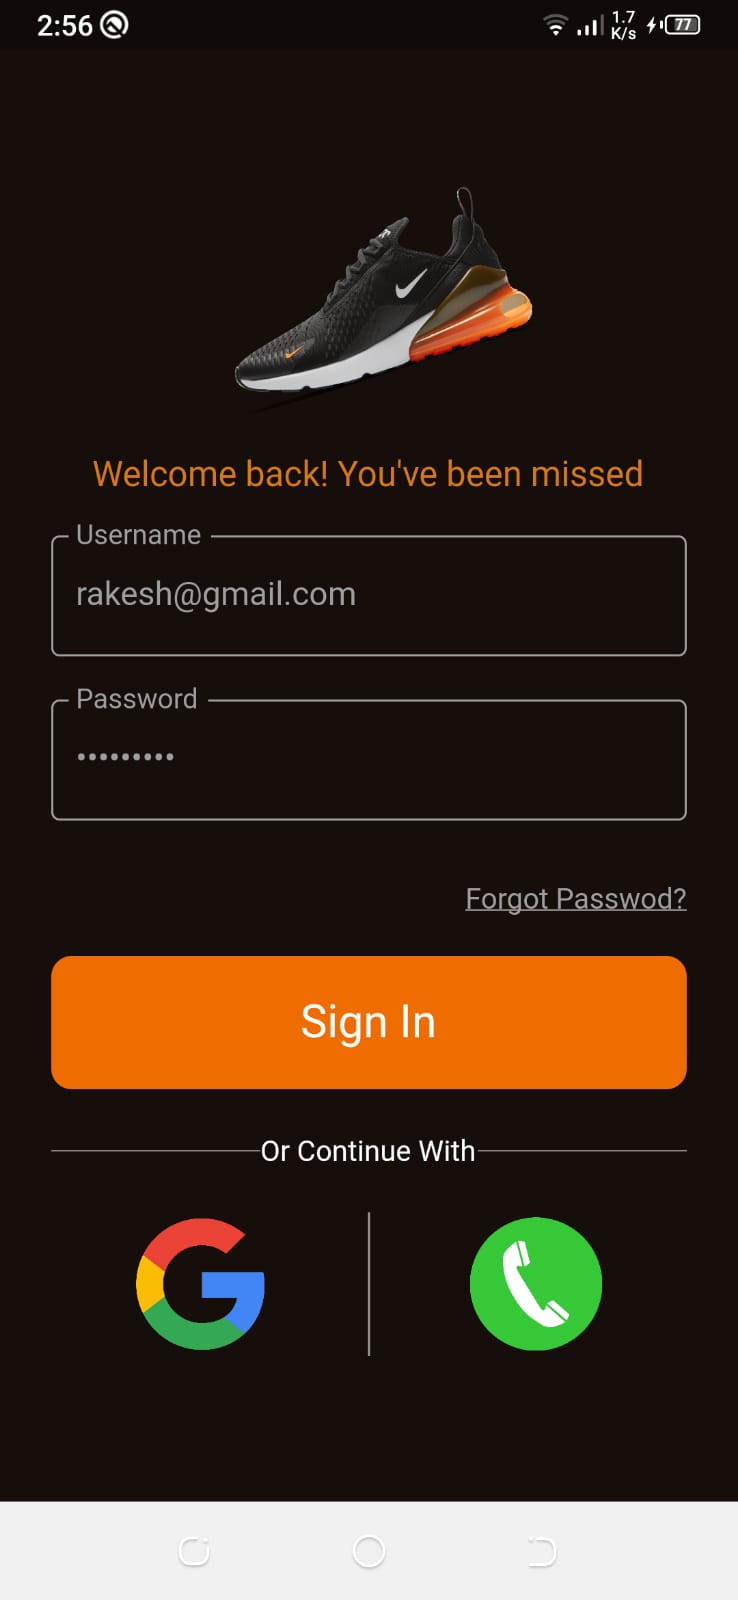 2:56 1.7 K/s 77
Welcome back! You've been missed
Username
rakesh@gmail.com
Password
•••••••••
Forgot Passwod?
Sign In
Or Continue With